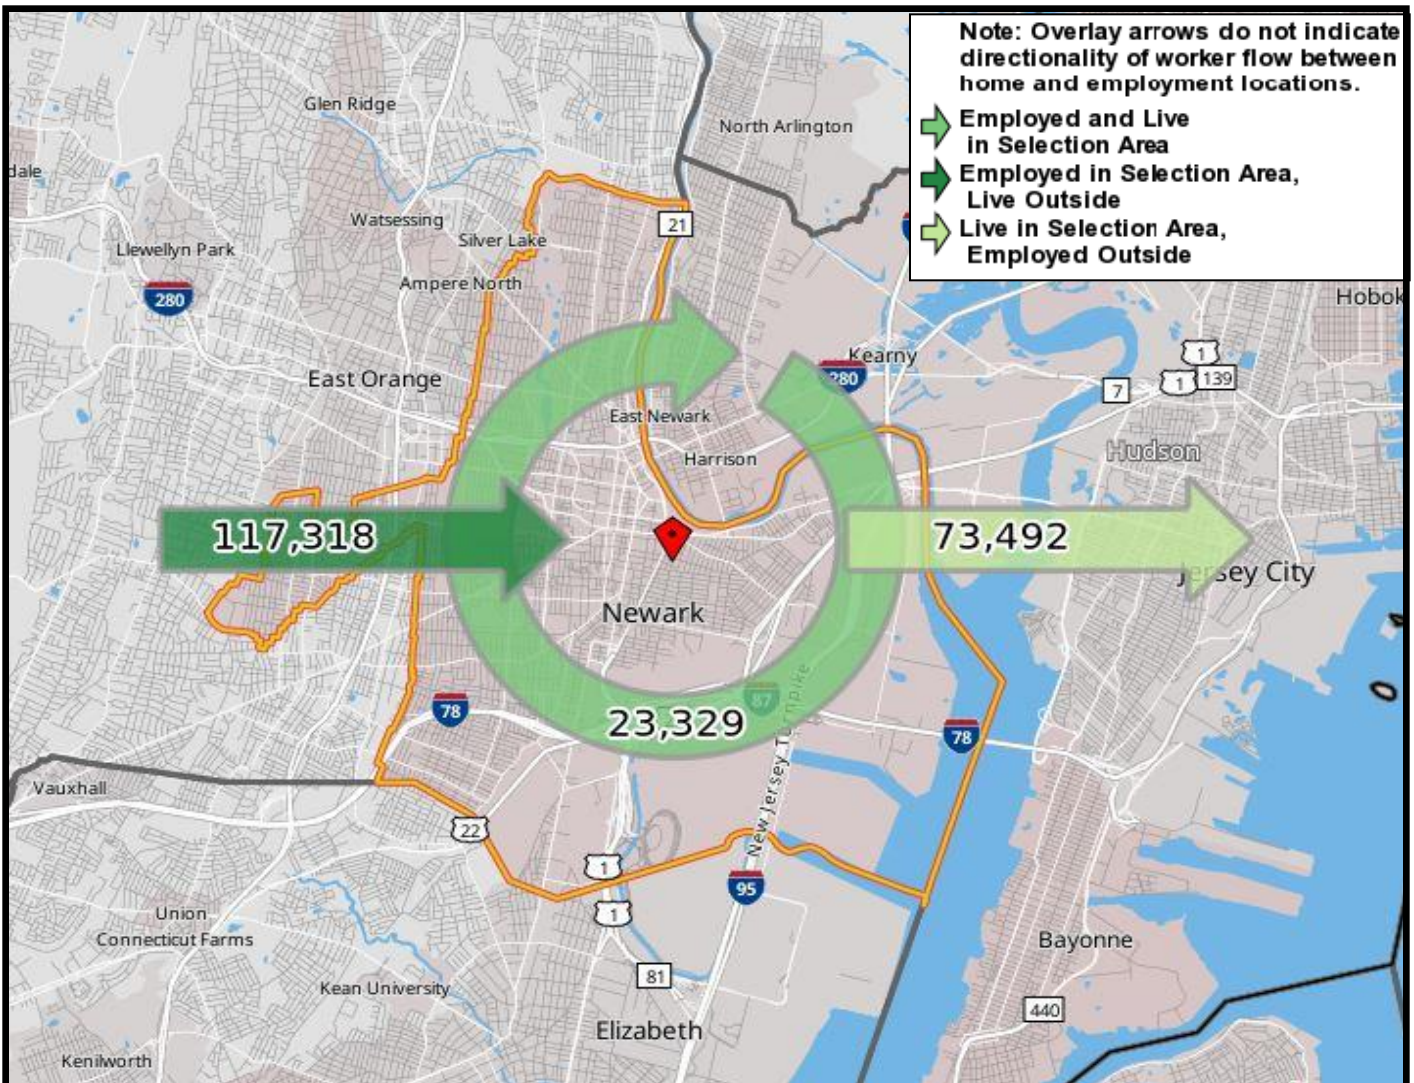 Note: Overlay arrows do not indicate
directionality of worker flow between
home and employment locations.
Employed and Live
in Selection Area
Employed in Selection Area,
Live Outside
Live in Selection Area,
Employed Outside
Glen Ridge
North Arlington
dale
Watsessing
21
Silver Lake
Llewellyn Park
Ampere North
280
Hobok
1
Kearny
280
139
1
7
East Orange
East Newark
Harrison
Hudson
117,318
73,492
Jersey City
Newark
87
78
23,329
78
New Jersey Turnpike
Vauxhall
22
1
95
1
Union
Connecticut Farms
Bayonne
81
Kean University
440
Elizabeth
Kenilworth